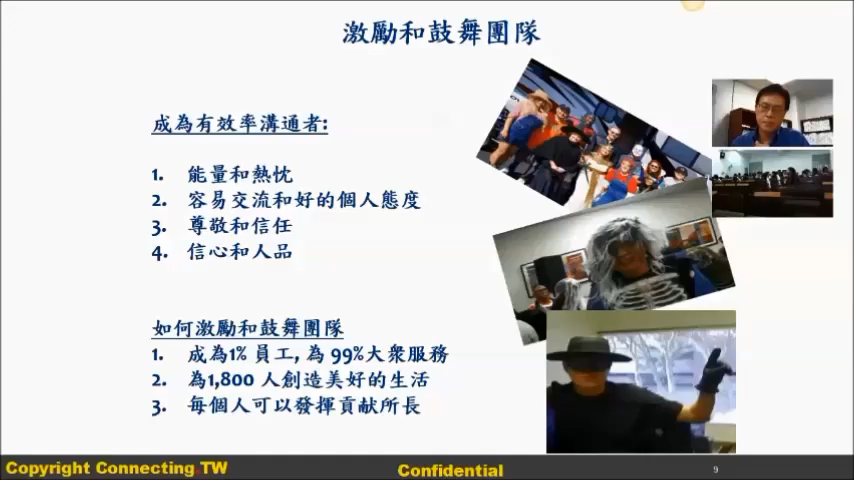 激勵和鼓舞團隊
成為有效率溝通者:
1. 能量和熱忱
2. 容易交流和好的個人態度
3. 尊敬和信任
4. 信心和人品
如何激勵和鼓舞團隊
1. 成為1% 員工, 為 99%大衆服務
2. 為1,800 人創造美好的生活
3. 每個人可以發揮貢献所長
Copyright Connecting.TW
Confidential
9